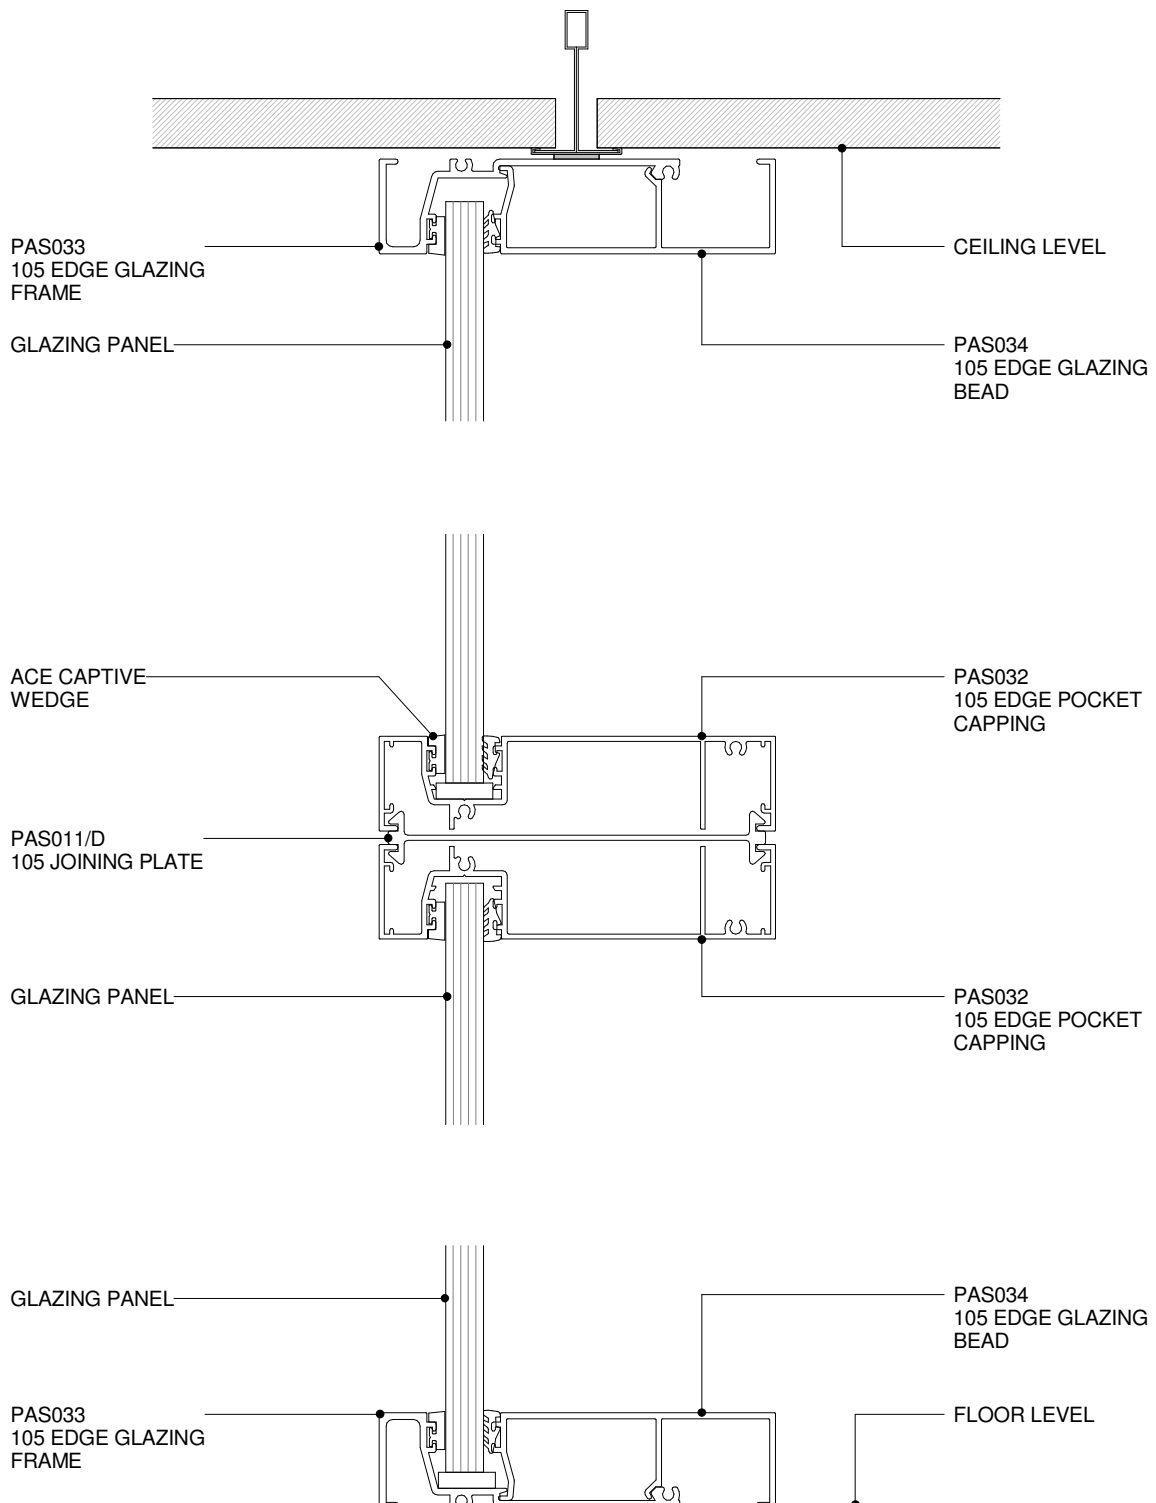 PAS033
105 EDGE GLAZING
FRAME
CEILING LEVEL
GLAZING PANEL
PAS034
105 EDGE GLAZING
BEAD
ACE CAPTIVE
WEDGE
PAS032
105 EDGE POCKET
CAPPING
PAS011/D
105 JOINING PLATE
GLAZING PANEL
PAS032
105 EDGE POCKET
CAPPING
GLAZING PANEL
PAS034
105 EDGE GLAZING
BEAD
PAS033
105 EDGE GLAZING
FRAME
FLOOR LEVEL